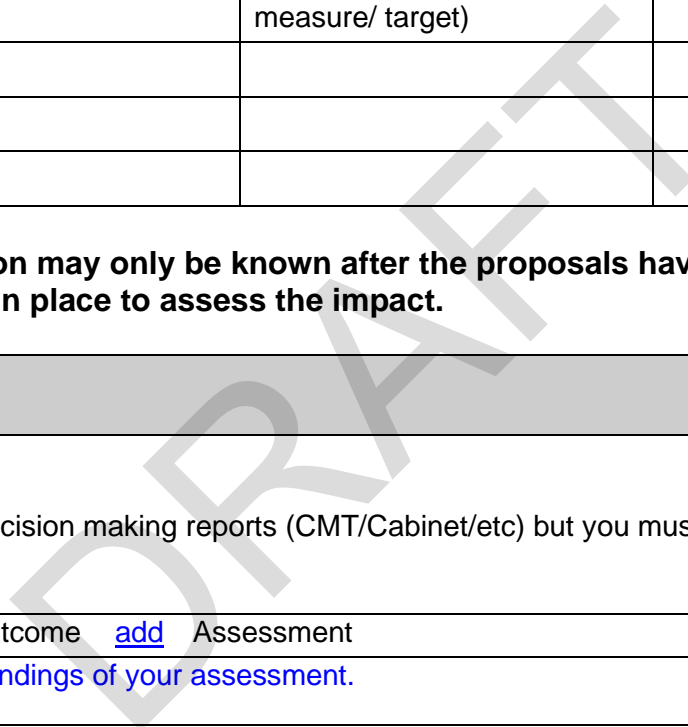 measure/ target)
on may only be known after the proposals hav
n place to assess the impact.
cision making reports (CMT/Cabinet/etc) but you mus
tcome add Assessment
ndings of your assessment.
DRAFT